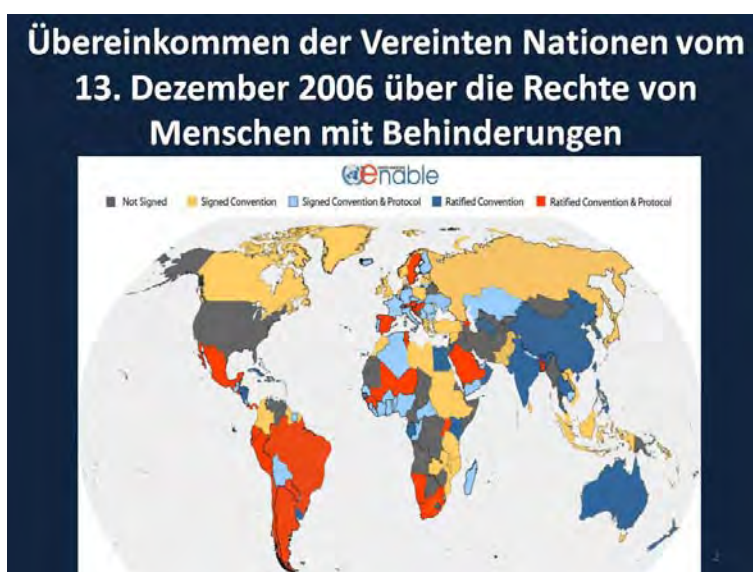 Übereinkommen der Vereinten Nationen vom
13. Dezember 2006 über die Rechte von
Menschen mit Behinderungen
enable
Not Signed Signed Convention Signed Convention & Protocol Ratified Convention Ratified Convention & Protocol
2